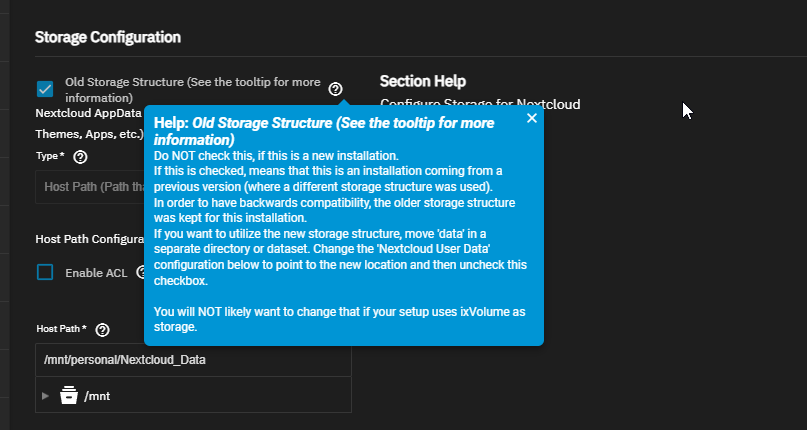 Storage Configuration
Old Storage Structure (See the tooltip for more
information)
Nextcloud AppData
Themes, Apps, etc.)
Type *
Host Path (Path tha
Host Path Configura
Enable ACL
Host Path *
/mnt/personal/Nextcloud_Data
/mnt
Section Help
Configure Storage for Nextcloud
Help: Old Storage Structure (See the tooltip for more
information)
Do NOT check this, if this is a new installation.
If this is checked, means that this is an installation coming from a
previous version (where a different storage structure was used).
In order to have backwards compatibility, the older storage structure
was kept for this installation.
If you want to utilize the new storage structure, move 'data' in a
separate directory or dataset. Change the 'Nextcloud User Data'
configuration below to point to the new location and then uncheck this
checkbox.
You will NOT likely want to change that if your setup uses ixVolume as
storage.